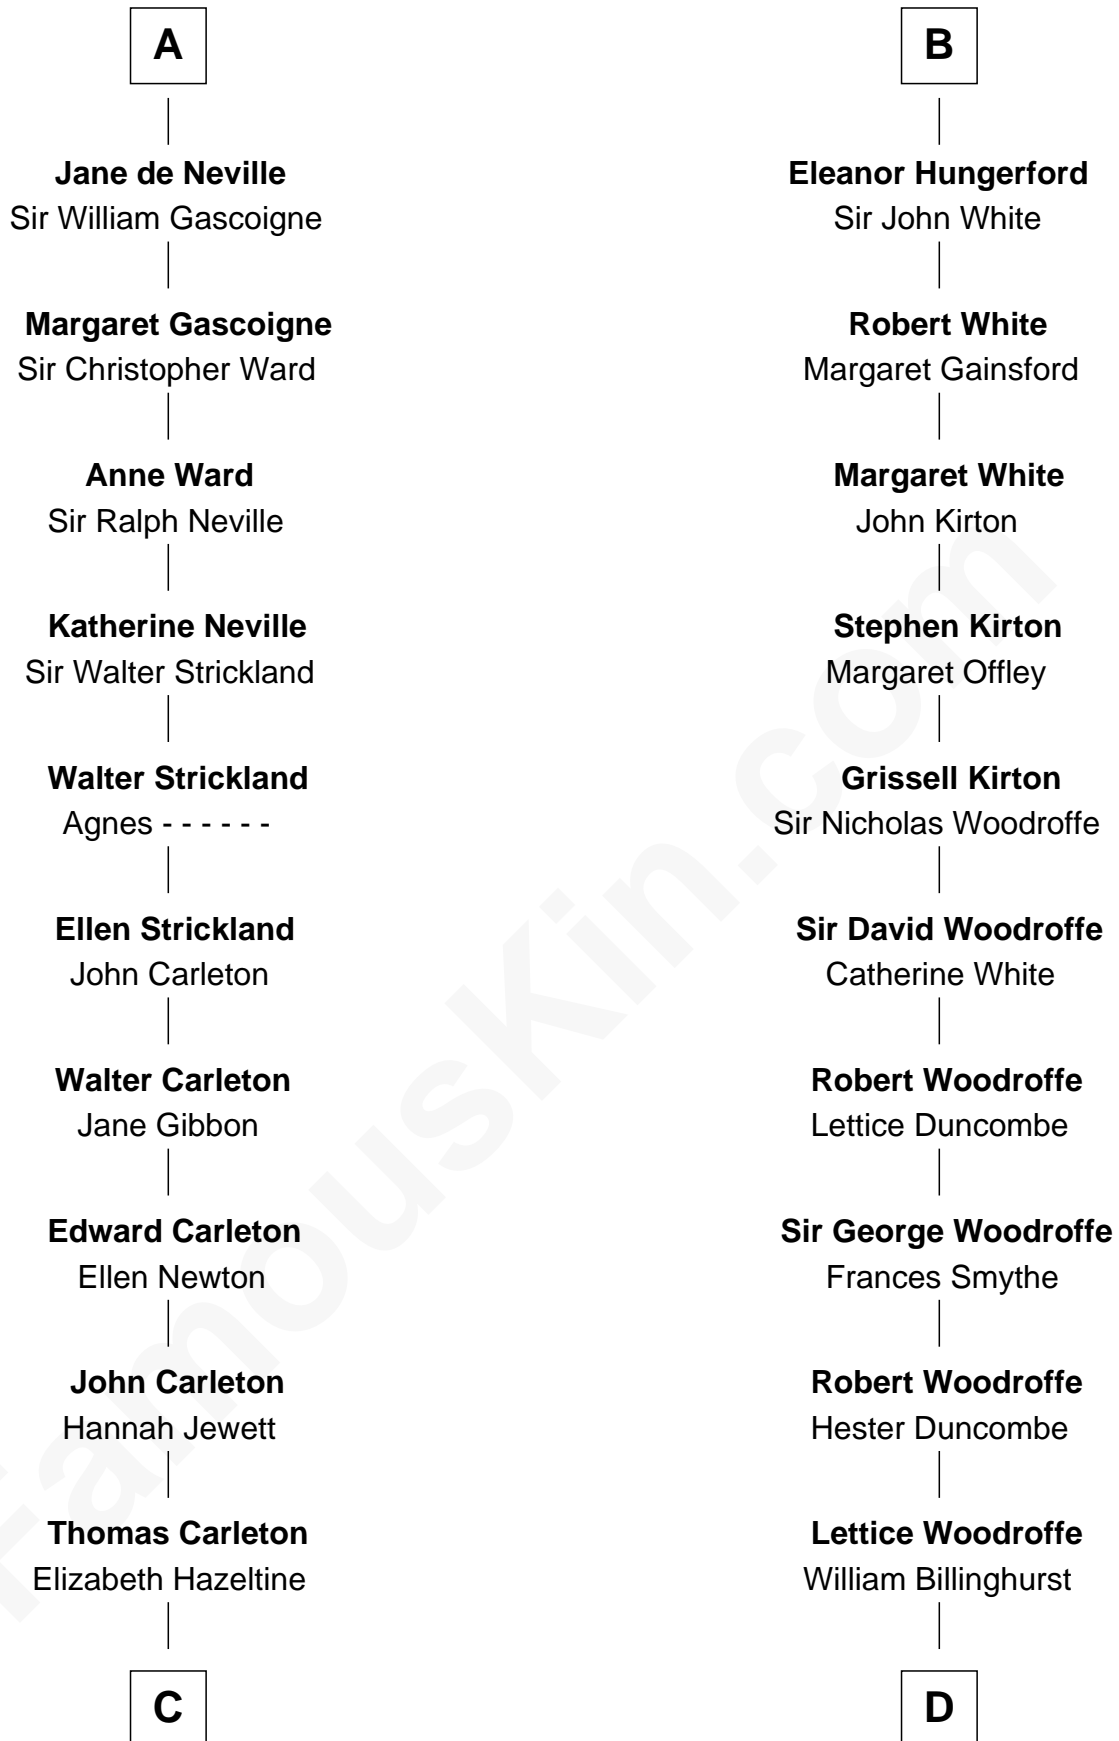 A
Jane de Neville
Sir William Gascoigne
Margaret Gascoigne
Sir Christopher Ward
Anne Ward
Sir Ralph Neville
Katherine Neville
Sir Walter Strickland
Walter Strickland
Agnes - - - - - -
Ellen Strickland
John Carleton
Walter Carleton
Jane Gibbon
Edward Carleton
Ellen Newton
John Carleton
Hannah Jewett
Thomas Carleton
Elizabeth Hazeltine
C
B
Eleanor Hungerford
Sir John White
Robert White
Margaret Gainsford
Margaret White
John Kirton
Stephen Kirton
Margaret Offley
Grissell Kirton
Sir Nicholas Woodroffe
Sir David Woodroffe
Catherine White
Robert Woodroffe
Lettice Duncombe
Sir George Woodroffe
Frances Smythe
Robert Woodroffe
Hester Duncombe
Lettice Woodroffe
William Billinghurst
D
FamousKin.com